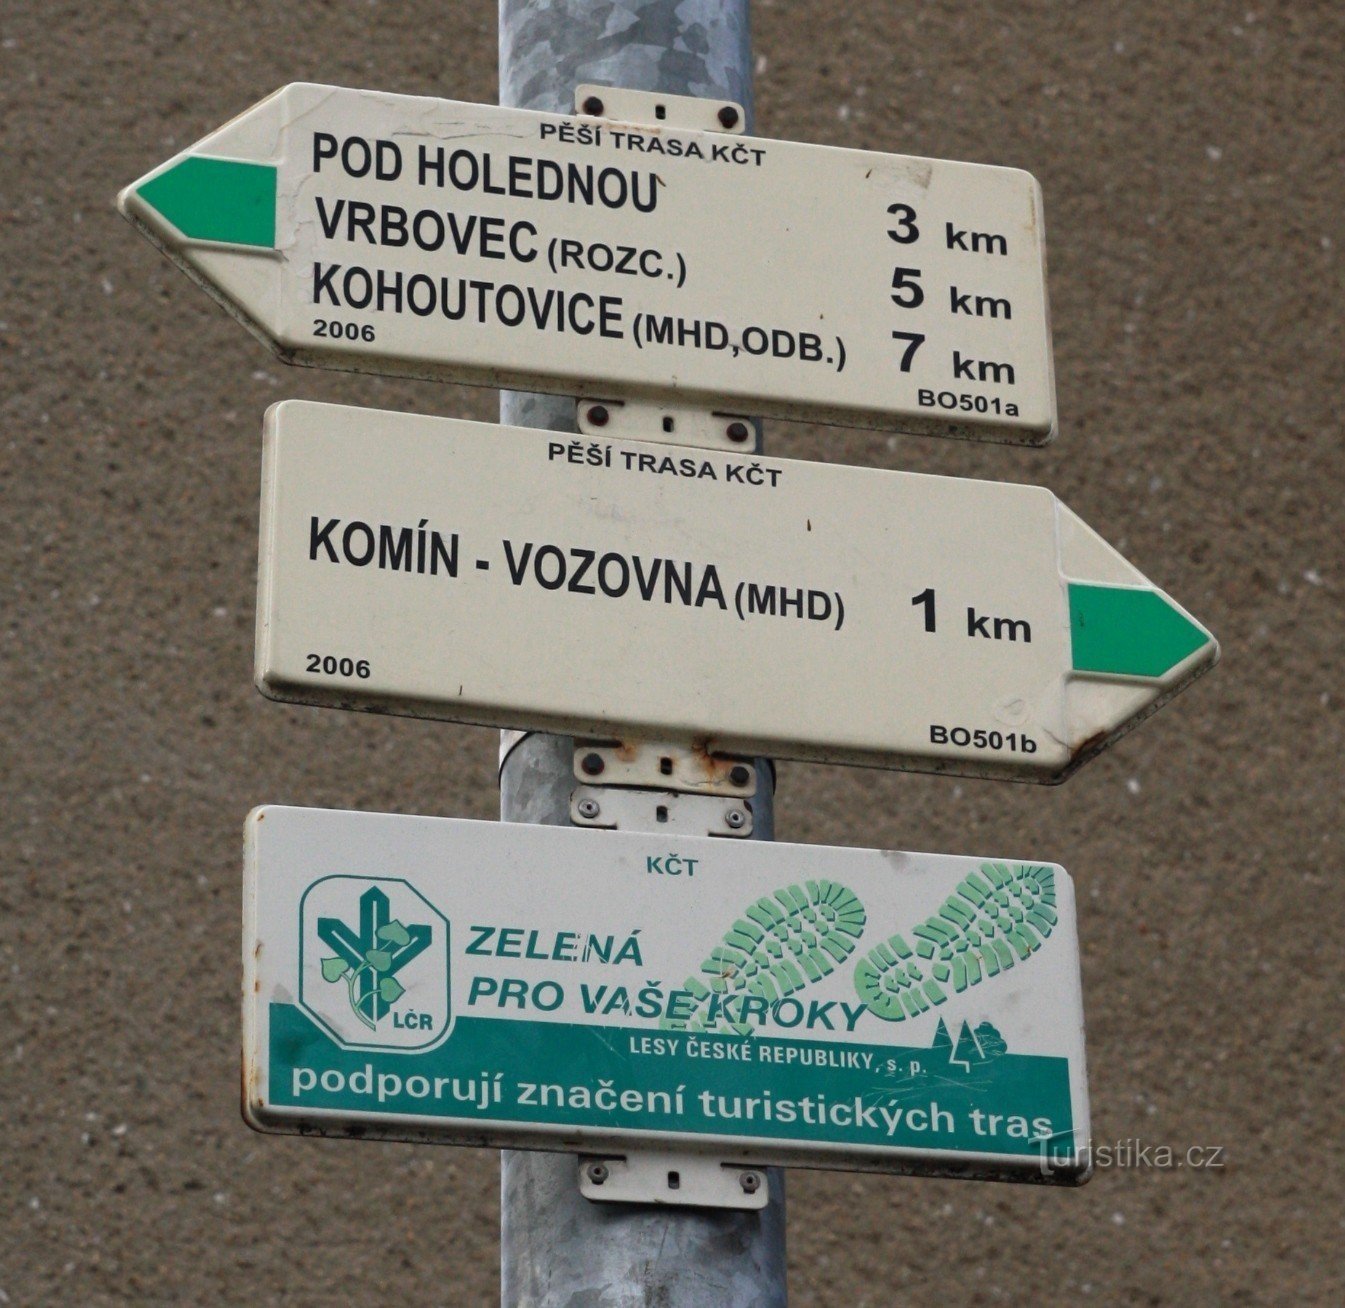 PĚŠÍ TRASA KČT
POD HOLEDNOU 3 km
VRBOVEC (ROZC.) 5 km
KOHOUTOVICE (MHD,ODB.) 7 km
2006 BO501a
PĚŠÍ TRASA KČT
KOMÍN - VOZOVNA (MHD) 1 km
2006 BO501b
KČT
ZELENÁ
PRO VAŠE KROKY
LČR
LESY ČESKÉ REPUBLIKY, s. p.
podporují značení turistických tras
Turistika.cz